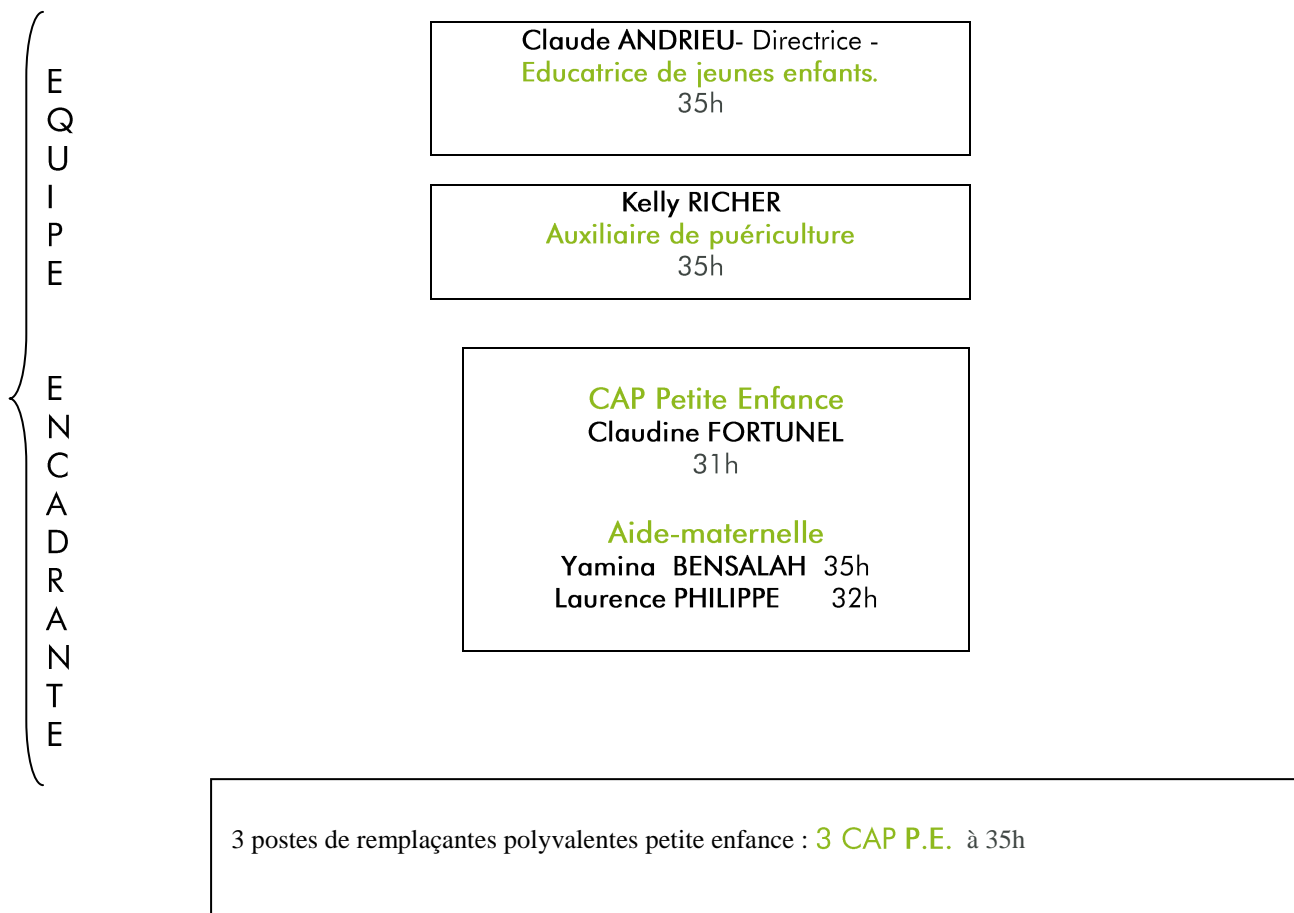 EQUIPE ENCADRANTE
Claude ANDRIEU- Directrice -
Educatrice de jeunes enfants.
35h
Kelly RICHER
Auxiliaire de puériculture
35h
CAP Petite Enfance
Claudine FORTUNEL
31h
Aide-maternelle
Yamina BENSALAH 35h
Laurence PHILIPPE 32h
3 postes de remplaçantes polyvalentes petite enfance : 3 CAP P.E. à 35h